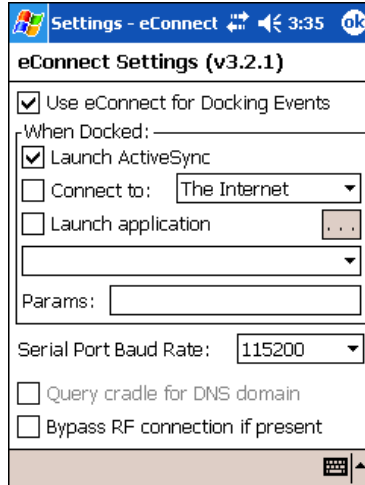 Settings - eConnect 3:35 ok
eConnect Settings (v3.2.1)
Use eConnect for Docking Events
When Docked:
Launch ActiveSync
Connect to: The Internet
Launch application ...
Params:
Serial Port Baud Rate: 115200
Query cradle for DNS domain
Bypass RF connection if present